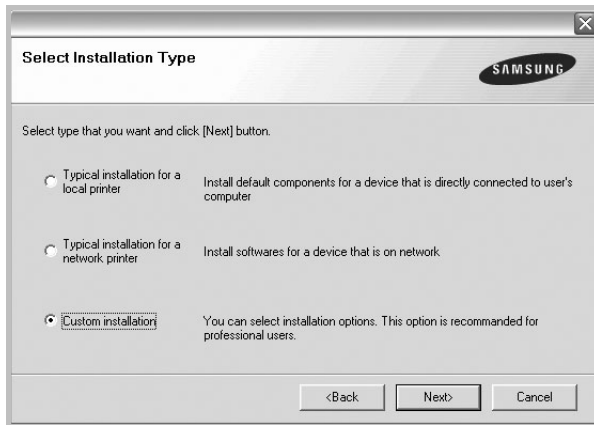 Select Installation Type
SAMSUNG
Select type that you want and click [Next] button.
Typical installation for a
local printer
Install default components for a device that is directly connected to user's
computer
Typical installation for a
network printer
Install softwares for a device that is on network
Custom installation
You can select installation options. This option is recommanded for
professional users.
<Back
Next>
Cancel